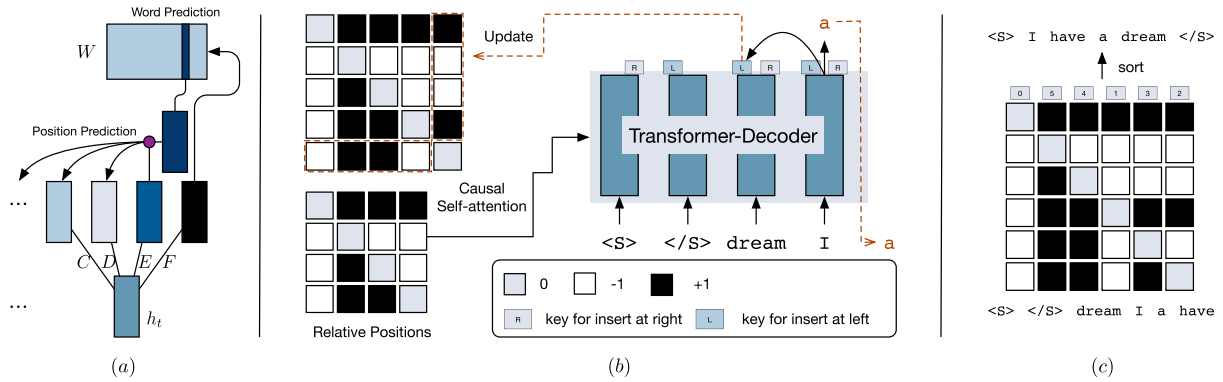 Word Prediction
W
Position Prediction
...
C D E F
...
h_t
(a)
Update
Causal
Self-attention
Relative Positions
a
R L L R L R
Transformer-Decoder
<S> </S> dream I a
0 -1 +1
R key for insert at right L key for insert at left
(b)
<S> I have a dream </S>
sort
0 5 4 1 3 2
<S> </S> dream I a have
(c)